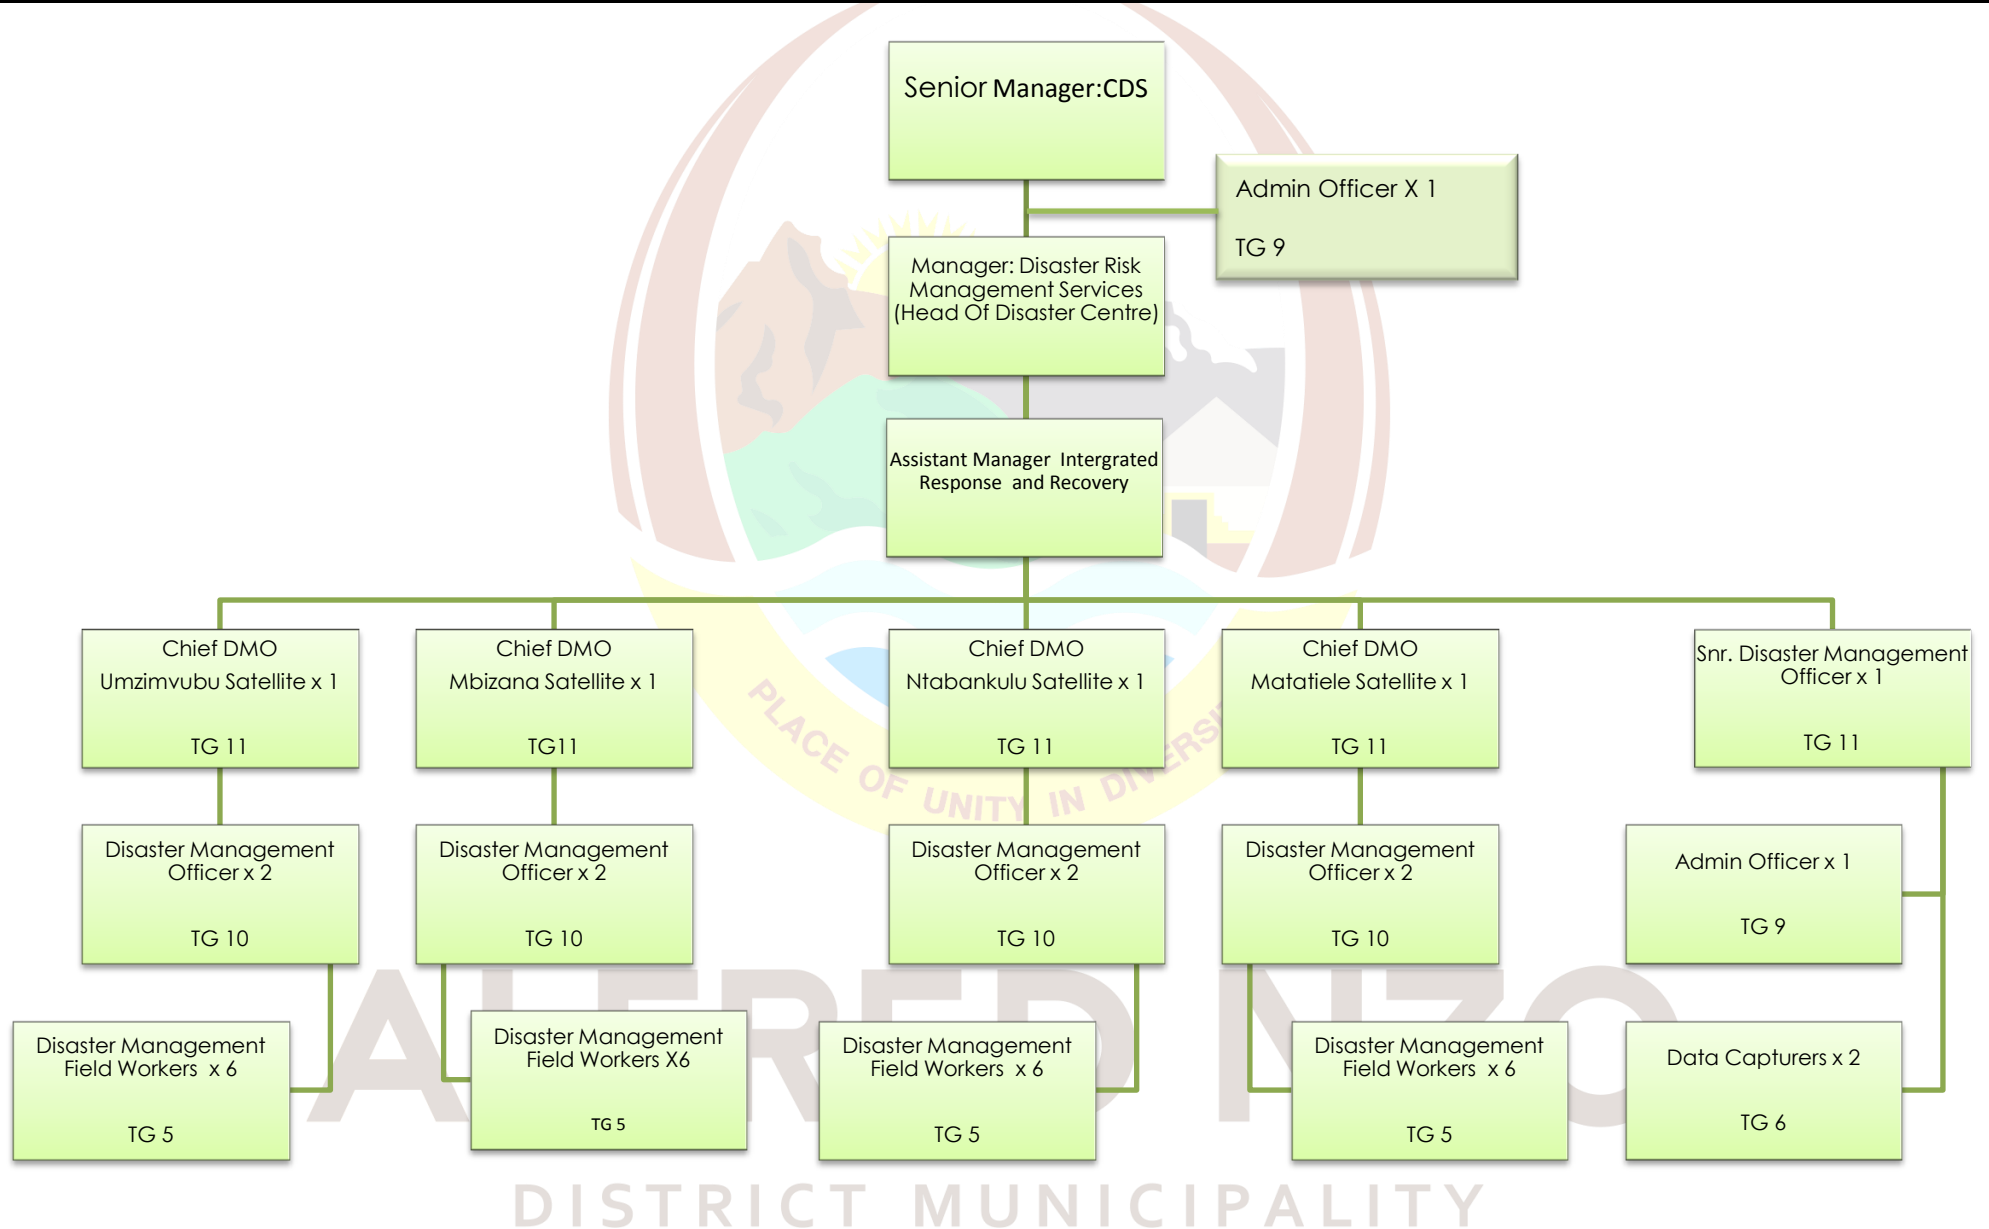 Senior Manager:CDS
Admin Officer X 1
TG 9
Manager: Disaster Risk
Management Services
(Head Of Disaster Centre)
Assistant Manager Intergrated
Response and Recovery
Chief DMO
Umzimvubu Satellite x 1
TG 11
Chief DMO
Mbizana Satellite x 1
TG11
Chief DMO
Ntabankulu Satellite x 1
TG 11
Chief DMO
Matatiele Satellite x 1
TG 11
Snr. Disaster Management
Officer x 1
TG 11
Disaster Management
Officer x 2
TG 10
Disaster Management
Officer x 2
TG 10
Disaster Management
Officer x 2
TG 10
Disaster Management
Officer x 2
TG 10
Admin Officer x 1
TG 9
Disaster Management
Field Workers x 6
TG 5
Disaster Management
Field Workers X6
TG 5
Disaster Management
Field Workers x 6
TG 5
Disaster Management
Field Workers x 6
TG 5
Data Capturers x 2
TG 6
PLACE OF UNITY IN DIVERSI
ALFRED NZO
DISTRICT MUNICIPALITY